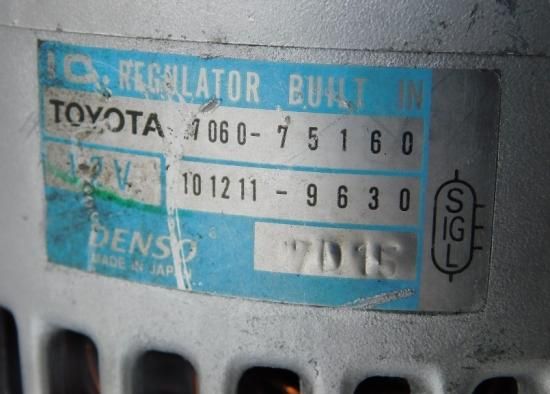 IC. REGULATOR BUILT IN
TOYOTA 7060-75160
12V 101211-9630
DENSO
MADE IN JAPAN
7D15
S
IG
L